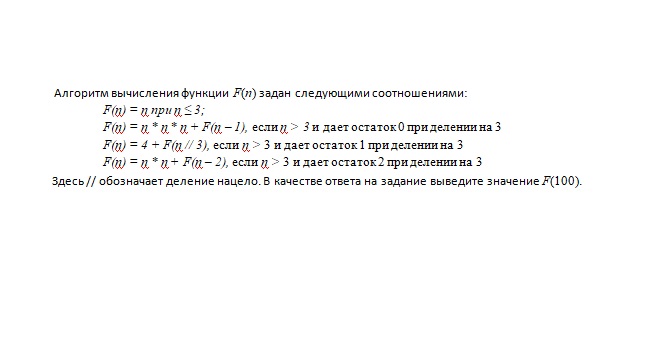 Алгоритм вычисления функции F(n) задан следующими соотношениями:
F(n) = n при n ≤ 3;
F(n) = n * n * n + F(n – 1), если n > 3 и дает остаток 0 при делении на 3
F(n) = 4 + F(n // 3), если n > 3 и дает остаток 1 при делении на 3
F(n) = n * n + F(n – 2), если n > 3 и дает остаток 2 при делении на 3
Здесь // обозначает деление нацело. В качестве ответа на задание выведите значение F(100).